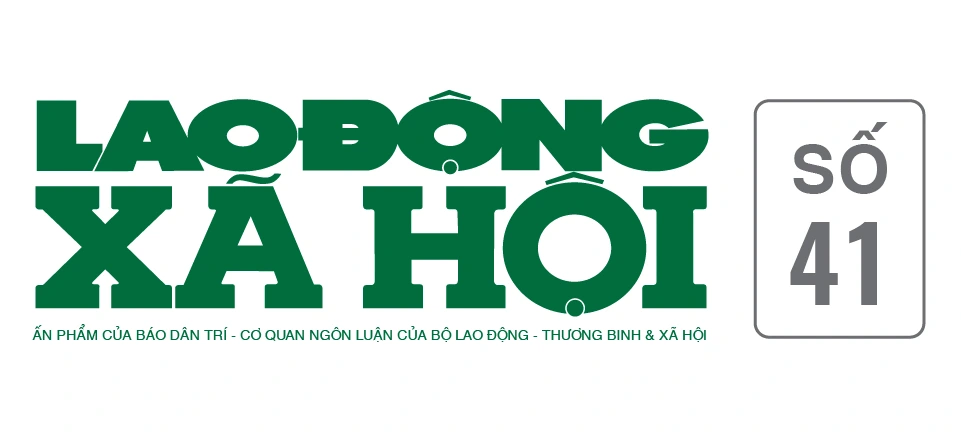 LAO ĐỘNG
XÃ HỘI
ẤN PHẨM CỦA BÁO DÂN TRÍ - CƠ QUAN NGÔN LUẬN CỦA BỘ LAO ĐỘNG - THƯƠNG BINH & XÃ HỘI
SỐ
41